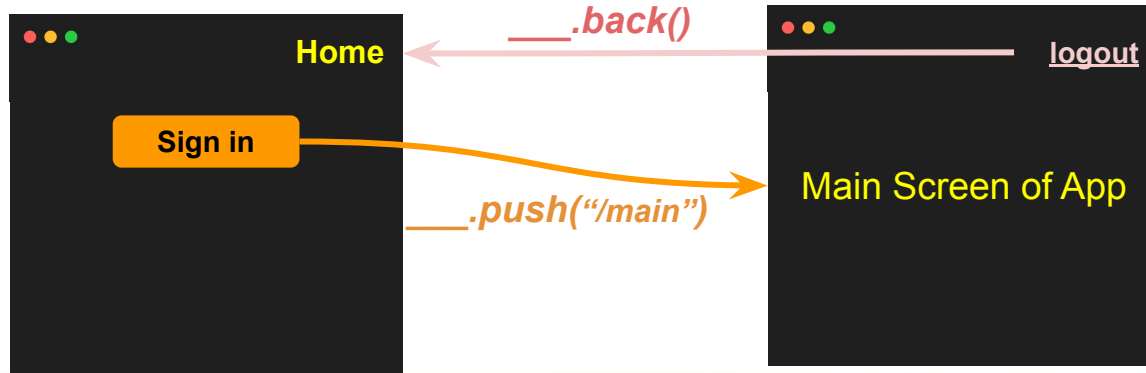 ___.back()
Home
logout
Sign in
Main Screen of App
___.push(“/main”)